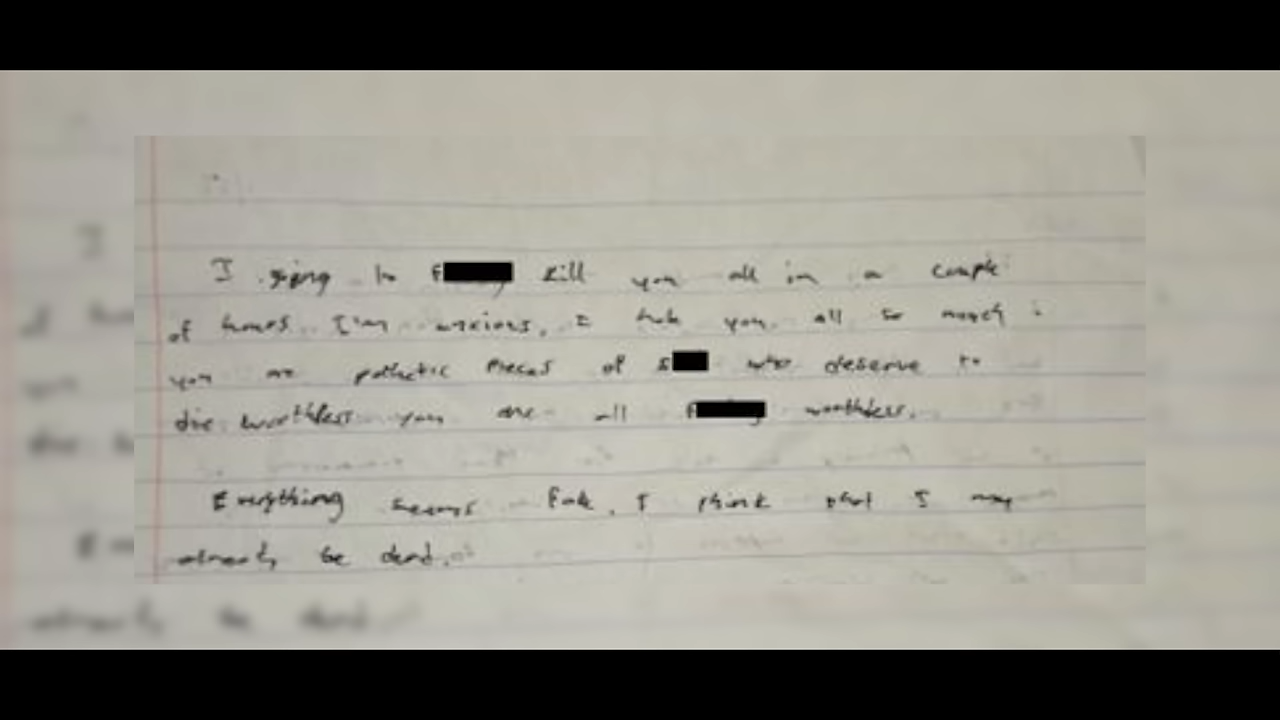 I going to f kill you all in a couple
of hours. I'm anxious. I hate you all so much
you are pathetic pieces of s who deserve to
die. worthless you are all f worthless.
Everything seems fake. I think that I may
already be dead.